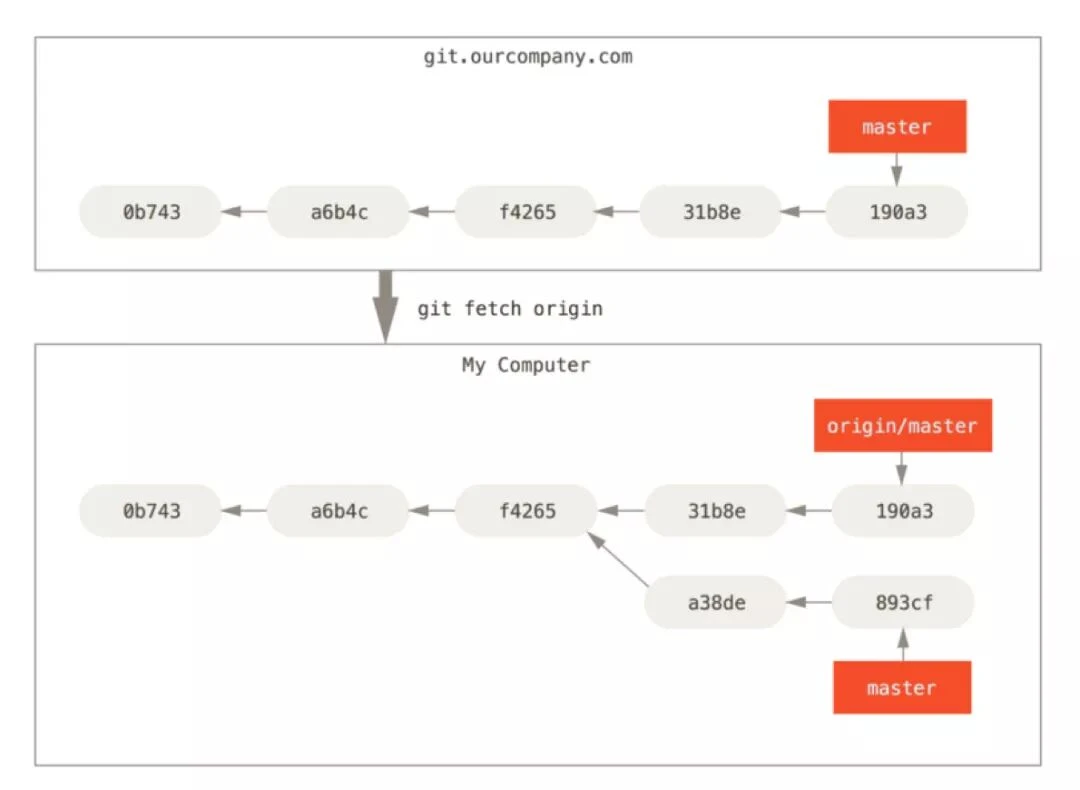 git.ourcompany.com
master
0b743
a6b4c
f4265
31b8e
190a3
git fetch origin
My Computer
origin/master
0b743
a6b4c
f4265
31b8e
190a3
a38de
893cf
master